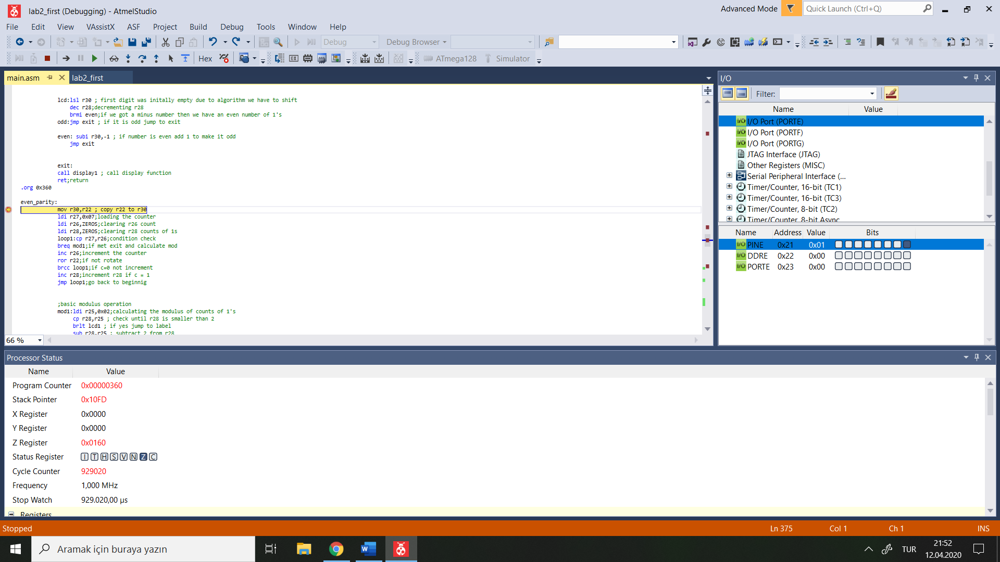 lab2_first (Debugging) - AtmelStudio
Advanced Mode
Quick Launch (Ctrl+Q)
File Edit View VAssistX ASF Project Build Debug Tools Window Help
Debug
Debug Browser
Hex
ATmega128
Simulator
main.asm
lab2_first
lcd:lsl r30 ; first digit was initally empty due to algorithm we have to shift
dec r28;decrementing r28
brmi even;if we got a minus number then we have an even number of 1's
odd:jmp exit ; if it is odd jump to exit
even: subi r30,-1 ; if number is even add 1 to make it odd
jmp exit
exit:
call display1 ; call display function
ret;return
.org 0x360
even_parity:
mov r30,r22 ; copy r22 to r30
ldi r27,0x07;loading the counter
ldi r26,ZEROS;clearing r26 count
ldi r28,ZEROS;clearing r28 counts of 1s
loop1:cp r27,r26;condition check
breq mod1;if met exit and calculate mod
inc r26;increment the counter
ror r22;if not rotate
brcc loop1;if c=0 not increment
inc r28;increment r28 if c = 1
jmp loop1;go back to beginnig
;basic modulus operation
mod1:ldi r25,0x02;calculating the modulus of counts of 1's
cp r28,r25 ; check until r28 is smaller than 2
brlt lcd1 ; if yes jump to label
sub r28,r25 ; subtract 2 from r28
66 %
I/O
Filter:
Name Value
I/O Port (PORTE)
I/O Port (PORTF)
I/O Port (PORTG)
JTAG Interface (JTAG)
Other Registers (MISC)
Serial Peripheral Interface (...
Timer/Counter, 16-bit (TC1)
Timer/Counter, 16-bit (TC3)
Timer/Counter, 8-bit (TC2)
Timer/Counter, 8-bit Async
Name Address Value Bits
I/O PINE 0x21 0x01
I/O DDRE 0x22 0x00
I/O PORTE 0x23 0x00
Processor Status
Name Value
Program Counter 0x00000360
Stack Pointer 0x10FD
X Register 0x0000
Y Register 0x0000
Z Register 0x0160
Status Register I T H S V N Z C
Cycle Counter 929020
Frequency 1,000 MHz
Stop Watch 929.020,00 µs
Registers
Stopped
Ln 375 Col 1 Ch 1 INS
Aramak için buraya yazın
TUR
21:52
12.04.2020